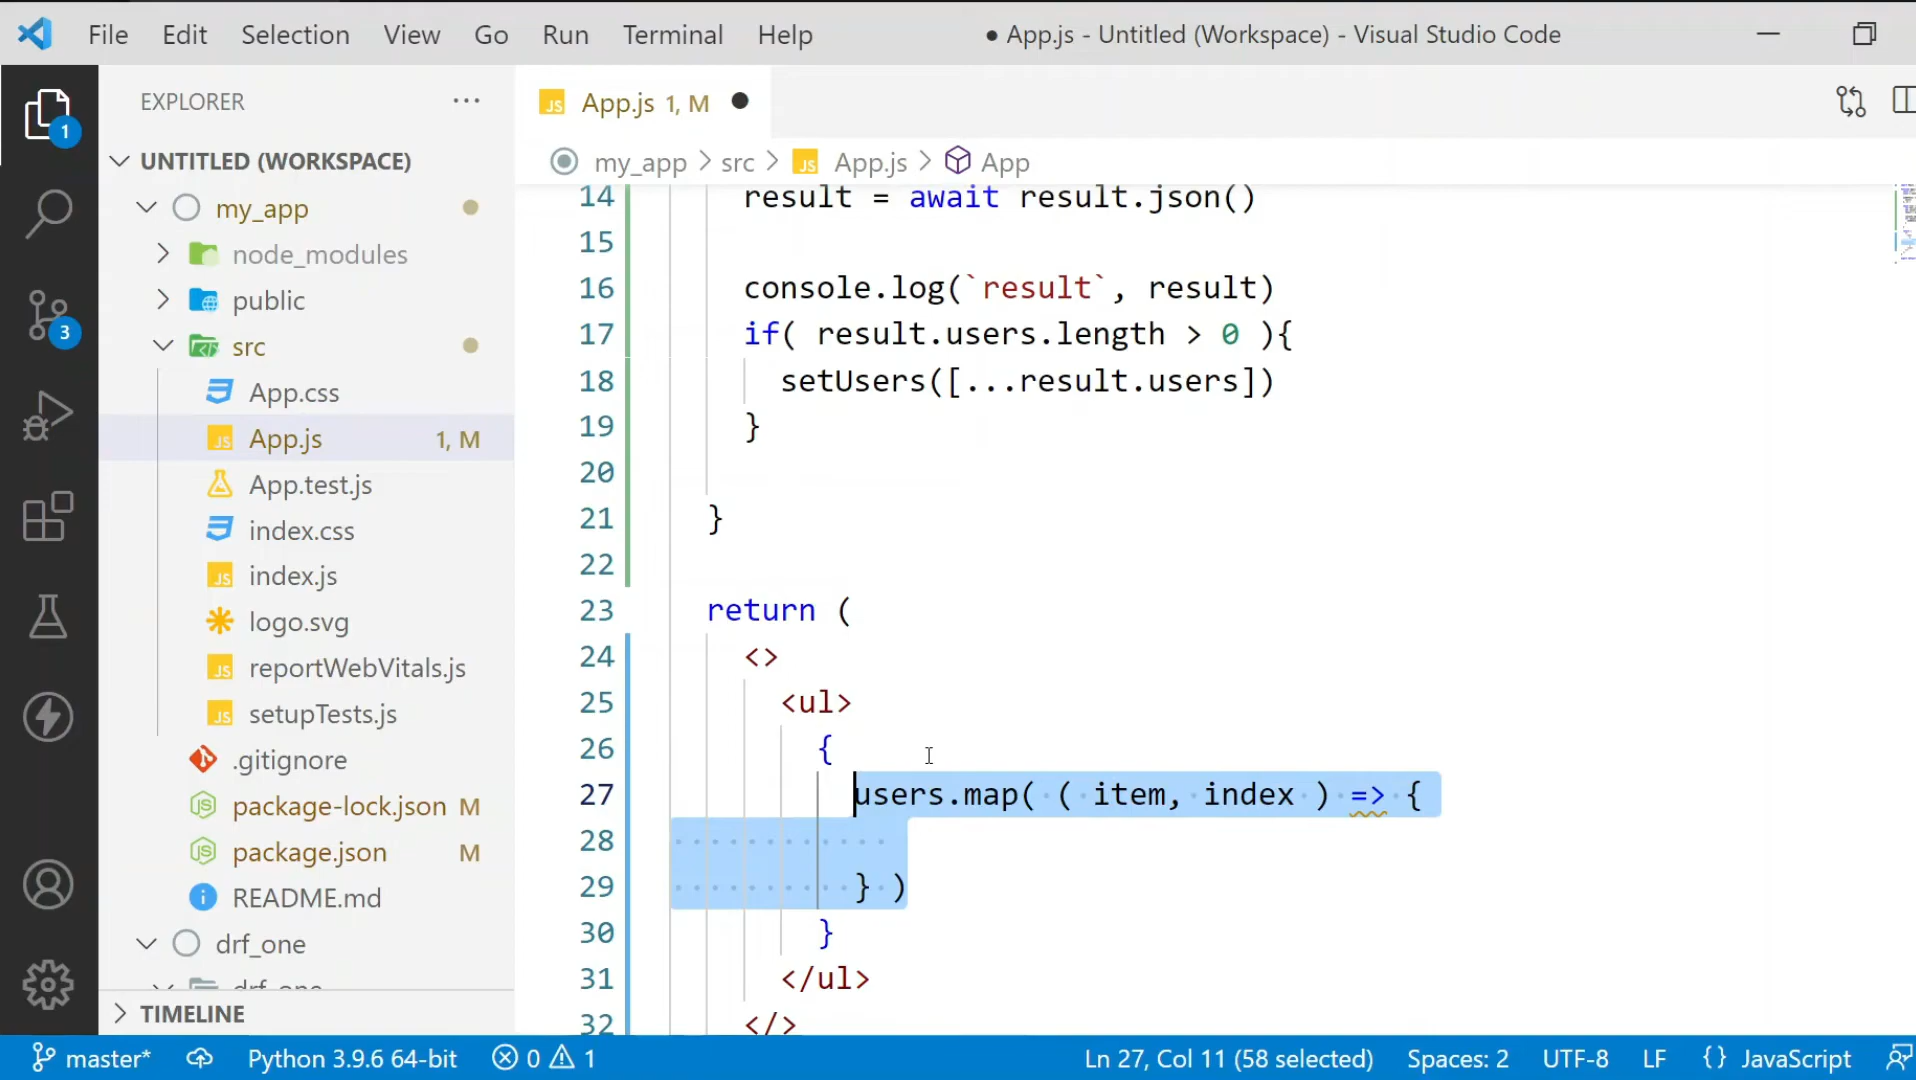 File Edit Selection View Go Run Terminal Help ● App.js - Untitled (Workspace) - Visual Studio Code
EXPLORER ···
App.js 1, M ●
my_app > src > App.js > App
UNTITLED (WORKSPACE)
my_app
node_modules
public
src
App.css
App.js 1, M
App.test.js
index.css
index.js
logo.svg
reportWebVitals.js
setupTests.js
.gitignore
package-lock.json M
package.json M
README.md
drf_one
drf_one
TIMELINE
1
3
14 result = await result.json()
15
16 console.log(`result`, result)
17 if( result.users.length > 0 ){
18 setUsers([...result.users])
19 }
20
21 }
22
23 return (
24 <>
25 <ul>
26 {
27 users.map( ( item, index ) => {
28
29 } )
30 }
31 </ul>
32 </>
master* Python 3.9.6 64-bit 0 1 Ln 27, Col 11 (58 selected) Spaces: 2 UTF-8 LF {} JavaScript